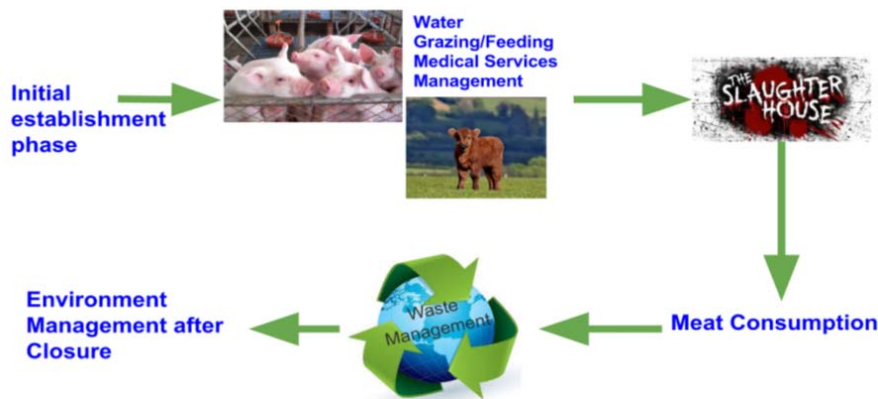 Initial
establishment
phase
Water
Grazing/Feeding
Medical Services
Management
THE
SLAUGHTER
HOUSE
Meat Consumption
Waste
Management
Environment
Management after
Closure